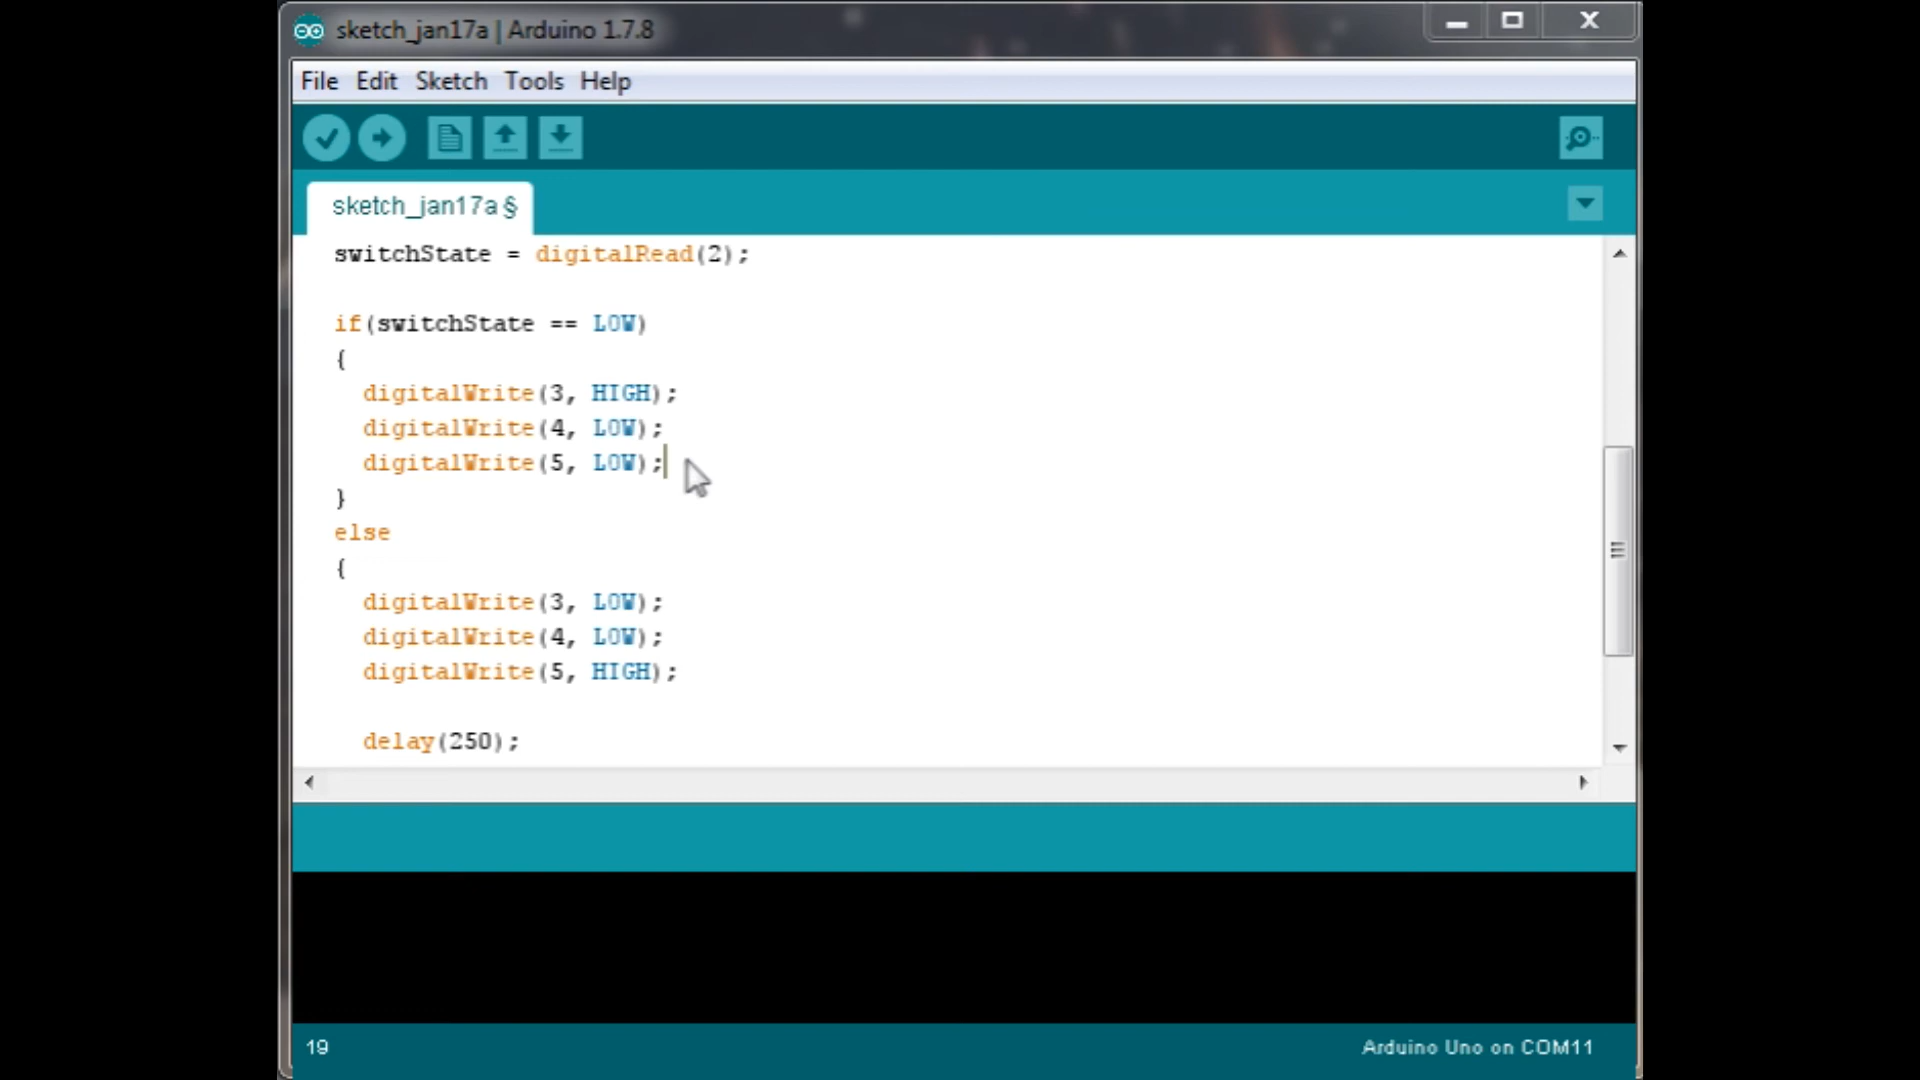 sketch_jan17a | Arduino 1.7.8
File Edit Sketch Tools Help
sketch_jan17a §
switchState = digitalRead(2);
if(switchState == LOW)
{
digitalWrite(3, HIGH);
digitalWrite(4, LOW);
digitalWrite(5, LOW);
}
else
{
digitalWrite(3, LOW);
digitalWrite(4, LOW);
digitalWrite(5, HIGH);
delay(250);
19
Arduino Uno on COM11